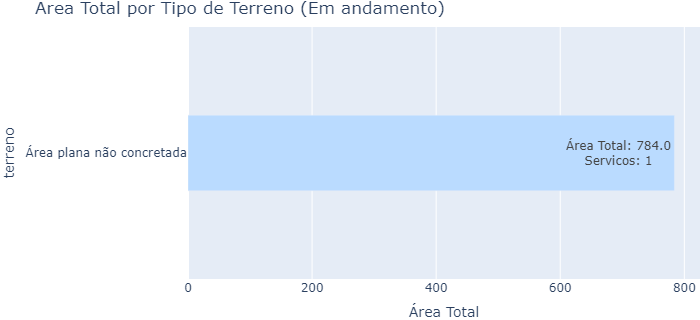 Área Total por Tipo de Terreno (Em andamento)
terreno
Área plana não concretada
Área Total: 784.0
Servicos: 1
0 200 400 600 800
Área Total